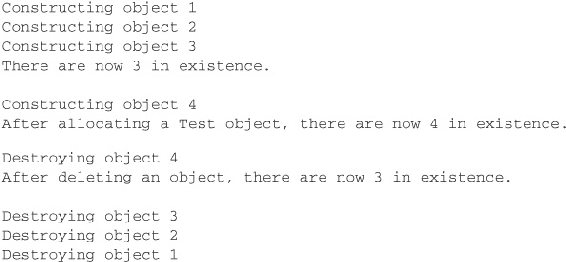 Constructing object 1
Constructing object 2
Constructing object 3
There are now 3 in existence.
Constructing object 4
After allocating a Test object, there are now 4 in existence.
Destroying object 4
After deleting an object, there are now 3 in existence.
Destroying object 3
Destroying object 2
Destroying object 1